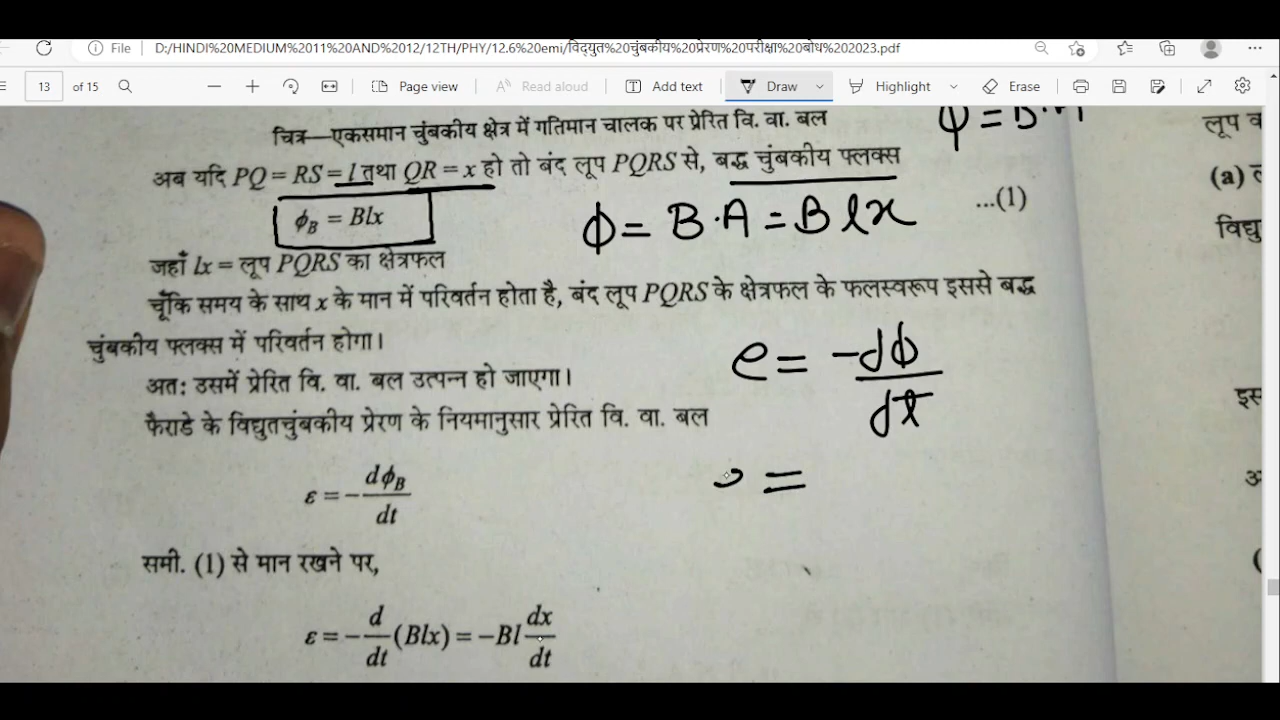 File D:/HINDI%20MEDIUM%2011%20AND%2012/12TH/PHY/12.6%20emi/विद्युत%20चुंबकीय%20प्रेरण%20परीक्षा%20बोध%202023.pdf
13 of 15 Page view Read aloud Add text Draw Highlight Erase
चित्र—एकसमान चुंबकीय क्षेत्र में गतिमान चालक पर प्रेरित वि. वा. बल
अब यदि PQ = RS = l तथा QR = x हो तो बंद लूप PQRS से, बद्ध चुंबकीय फ्लक्स
ϕB = Blx ...(1)
ϕ = B·A = Blx
जहाँ lx = लूप PQRS का क्षेत्रफल
चूँकि समय के साथ x के मान में परिवर्तन होता है, बंद लूप PQRS के क्षेत्रफल के फलस्वरूप इससे बद्ध
चुंबकीय फ्लक्स में परिवर्तन होगा।
e = -dϕ/dt
अतः उसमें प्रेरित वि. वा. बल उत्पन्न हो जाएगा।
फैराडे के विद्युतचुंबकीय प्रेरण के नियमानुसार प्रेरित वि. वा. बल
=
ε = - dϕB/dt
समी. (1) से मान रखने पर,
ε = - d/dt (Blx) = -Bl dx/dt
(a)
विद्यु
इस